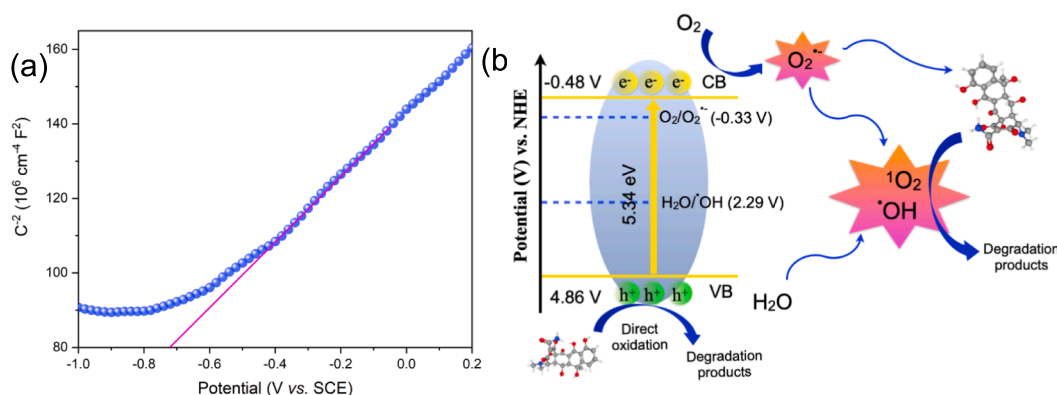 (a)
160
140
120
100
80
C⁻² (10⁶ cm⁻⁴ F²)
-1.0 -0.8 -0.6 -0.4 -0.2 0.0 0.2
Potential (V vs. SCE)
(b)
Potential (V) vs. NHE
O₂
O₂•-
-0.48 V
e⁻ e⁻ e⁻
CB
O₂/O₂•- (-0.33 V)
5.34 eV
H₂O/•OH (2.29 V)
¹O₂
•OH
4.86 V
h⁺ h⁺ h⁺
VB
H₂O
Direct
oxidation
Degradation
products
Degradation
products